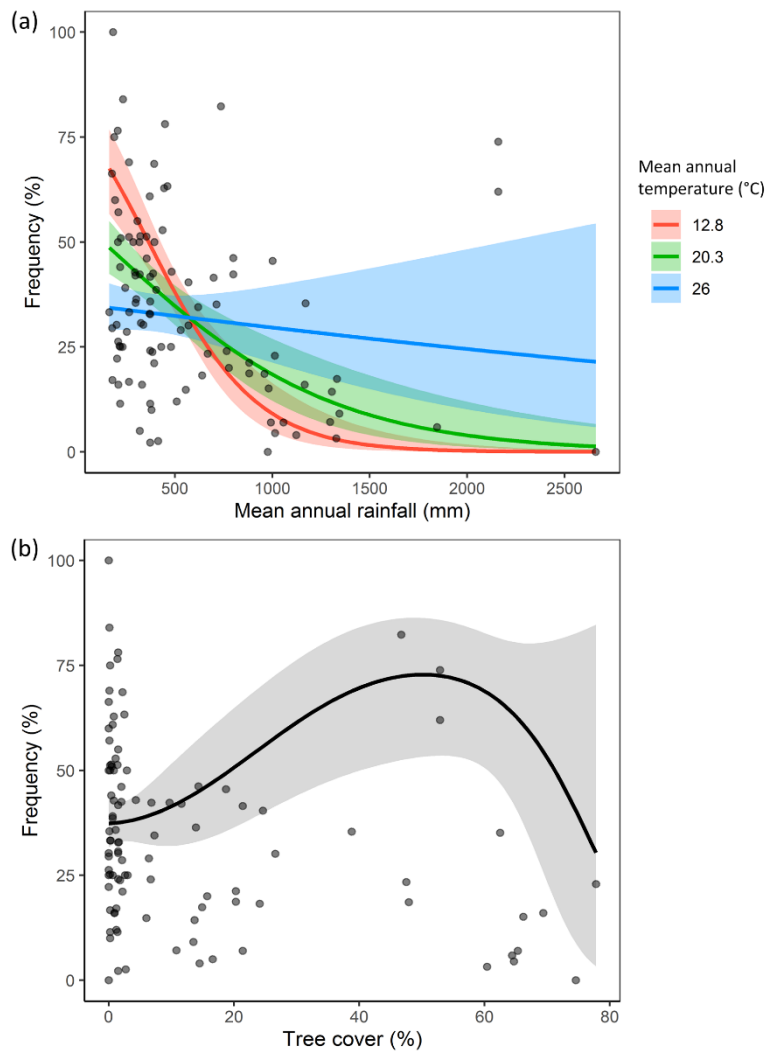 (a)
100
75
50
25
0
Frequency (%)
500
1000
1500
2000
2500
Mean annual rainfall (mm)
Mean annual
temperature (°C)
12.8
20.3
26
(b)
100
75
50
25
0
Frequency (%)
0
20
40
60
80
Tree cover (%)